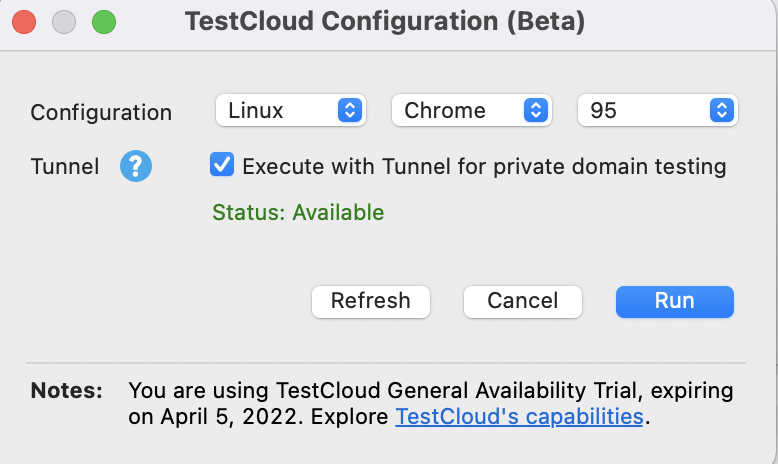 TestCloud Configuration (Beta)
Configuration Linux Chrome 95
Tunnel ? Execute with Tunnel for private domain testing
Status: Available
Refresh Cancel Run
Notes: You are using TestCloud General Availability Trial, expiring
on April 5, 2022. Explore TestCloud's capabilities.